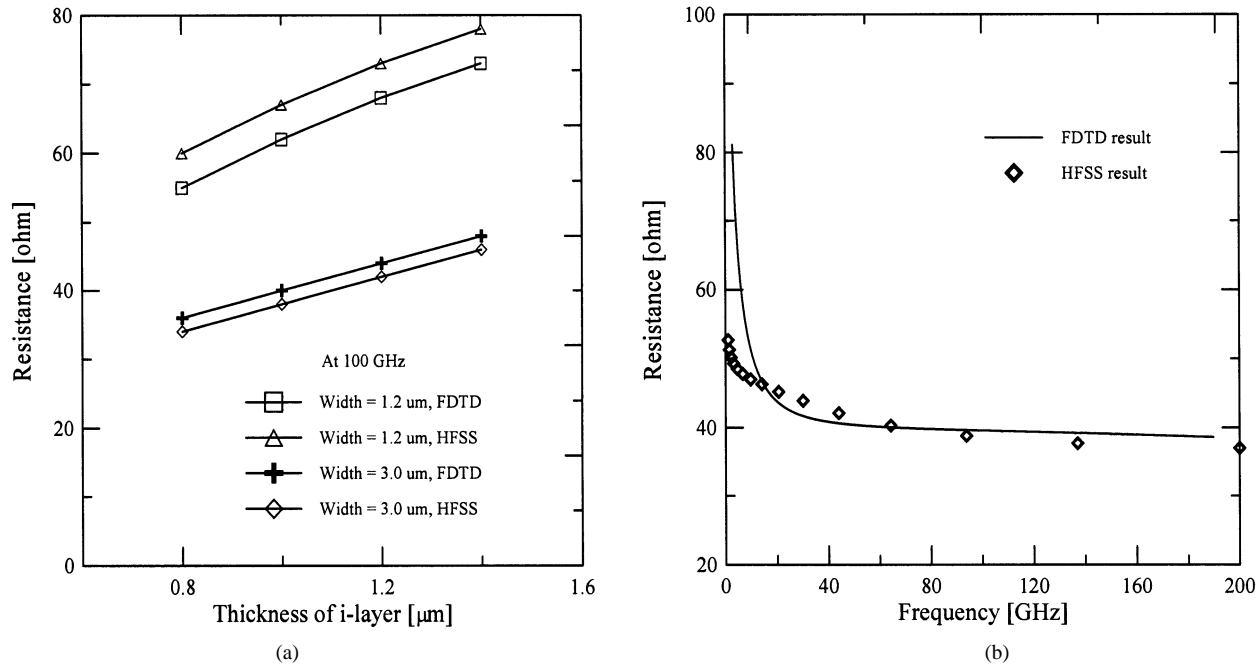 80
60
40
20
0
Resistance [ohm]
At 100 GHz
Width = 1.2 um, FDTD
Width = 1.2 um, HFSS
Width = 3.0 um, FDTD
Width = 3.0 um, HFSS
0.8
1.2
1.6
Thickness of i-layer [μm]
(a)
100
80
60
40
20
Resistance [ohm]
FDTD result
HFSS result
0
40
80
120
160
200
Frequency [GHz]
(b)